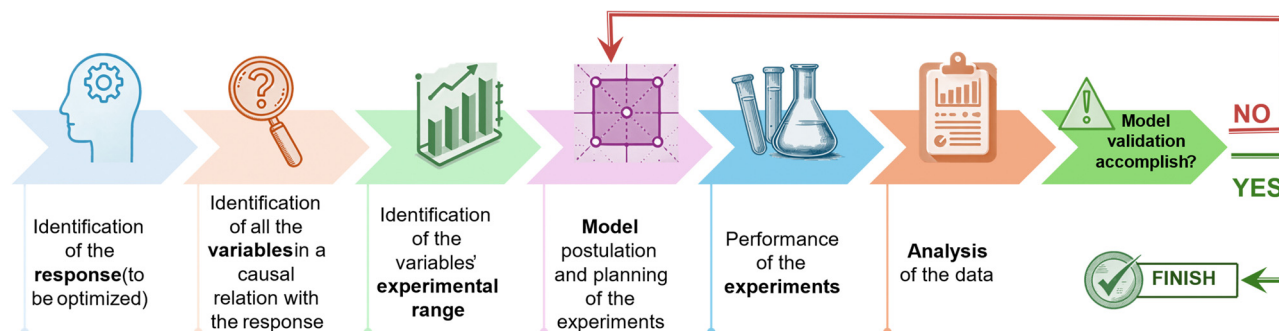 Identification
of the
response(to
be optimized)
Identification
of all the
variablesin a
causal
relation with
the response
Identification
of the
variables'
experimental
range
Model
postulation
and planning
of the
experiments
Performance
of the
experiments
Analysis
of the data
Model
validation
accomplish?
NO
YES
FINISH